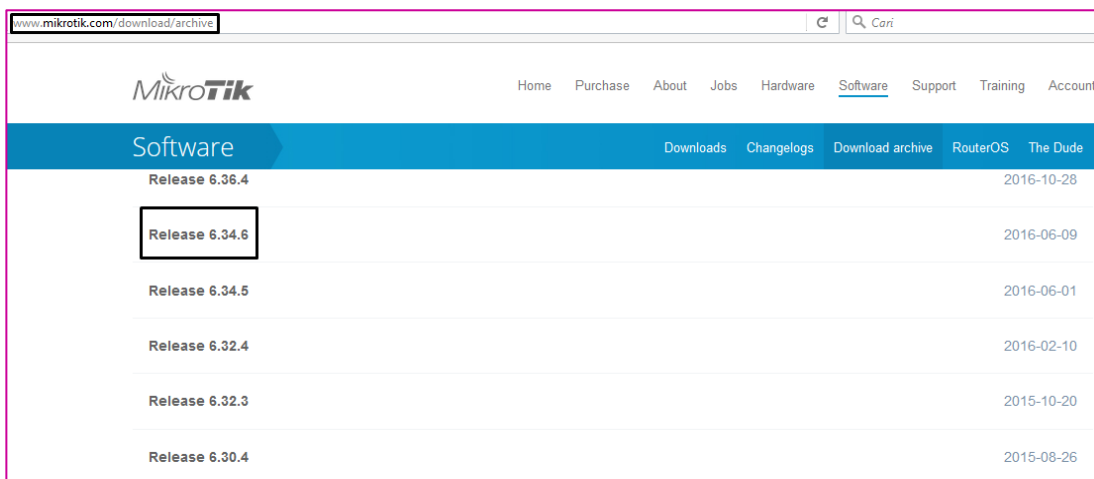 www.mikrotik.com/download/archive Cari
MikroTik Home Purchase About Jobs Hardware Software Support Training Account
Software Downloads Changelogs Download archive RouterOS The Dude
Release 6.36.4 2016-10-28
Release 6.34.6 2016-06-09
Release 6.34.5 2016-06-01
Release 6.32.4 2016-02-10
Release 6.32.3 2015-10-20
Release 6.30.4 2015-08-26